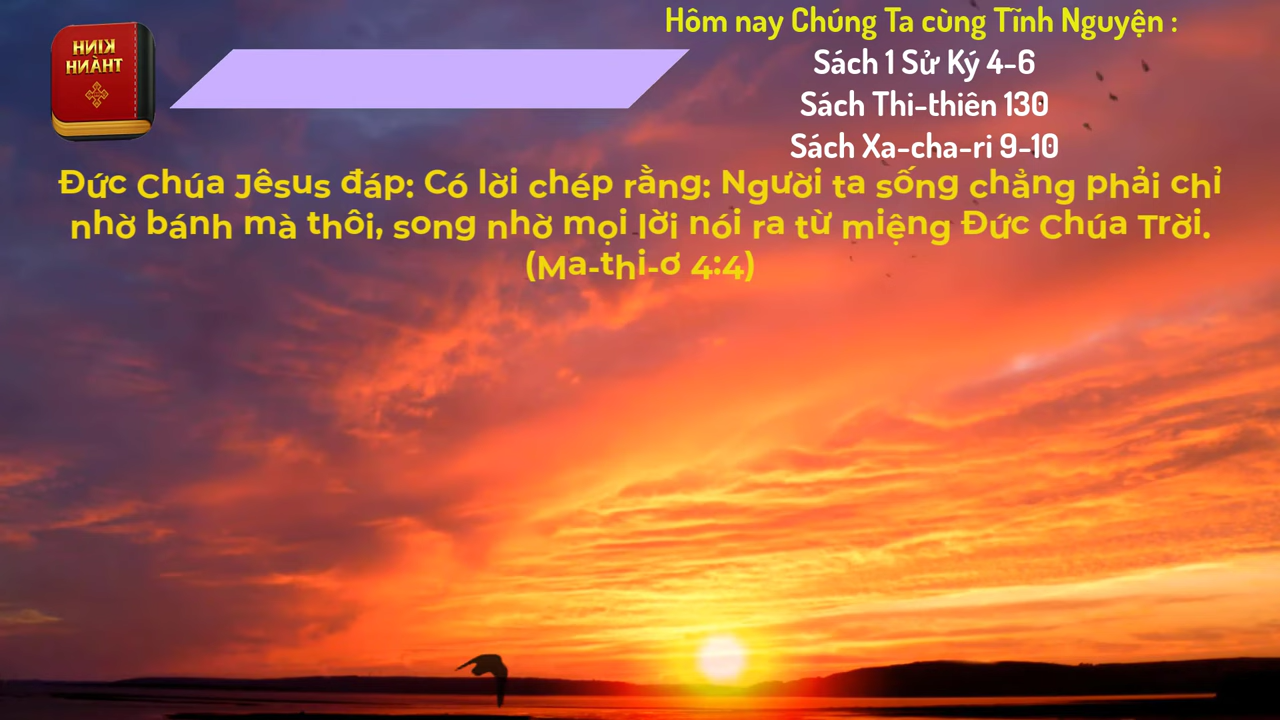 KINH
THÁNH
Hôm nay Chúng Ta cùng Tĩnh Nguyện :
Sách 1 Sử Ký 4-6
Sách Thi-thiên 130
Sách Xa-cha-ri 9-10
Đức Chúa Jêsus đáp: Có lời chép rằng: Người ta sống chẳng phải chỉ
nhờ bánh mà thôi, song nhờ mọi lời nói ra từ miệng Đức Chúa Trời.
(Ma-thi-ơ 4:4)